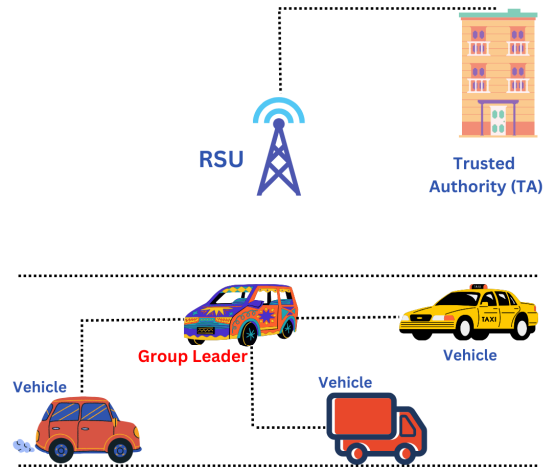 RSU
Trusted
Authority (TA)
TAXI
Group Leader
Vehicle
Vehicle
Vehicle